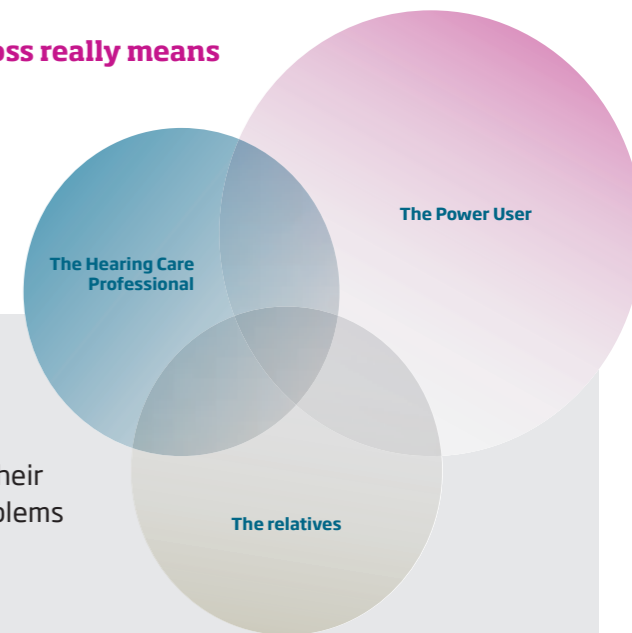 oss really means
The Power User
The Hearing Care
Professional
heir
blems
The relatives